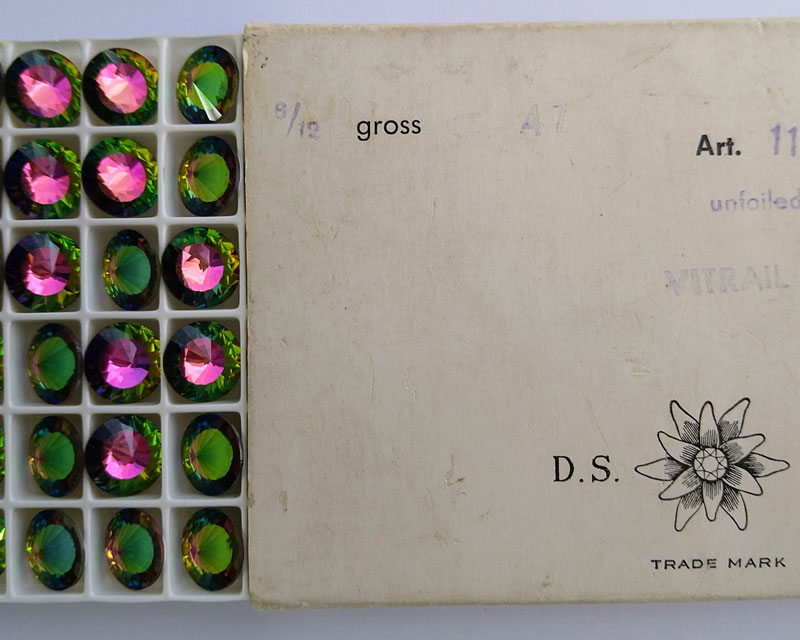 6/12 gross 47
Art. 11
unfoiled
VITRAIL
D.S.
TRADE MARK